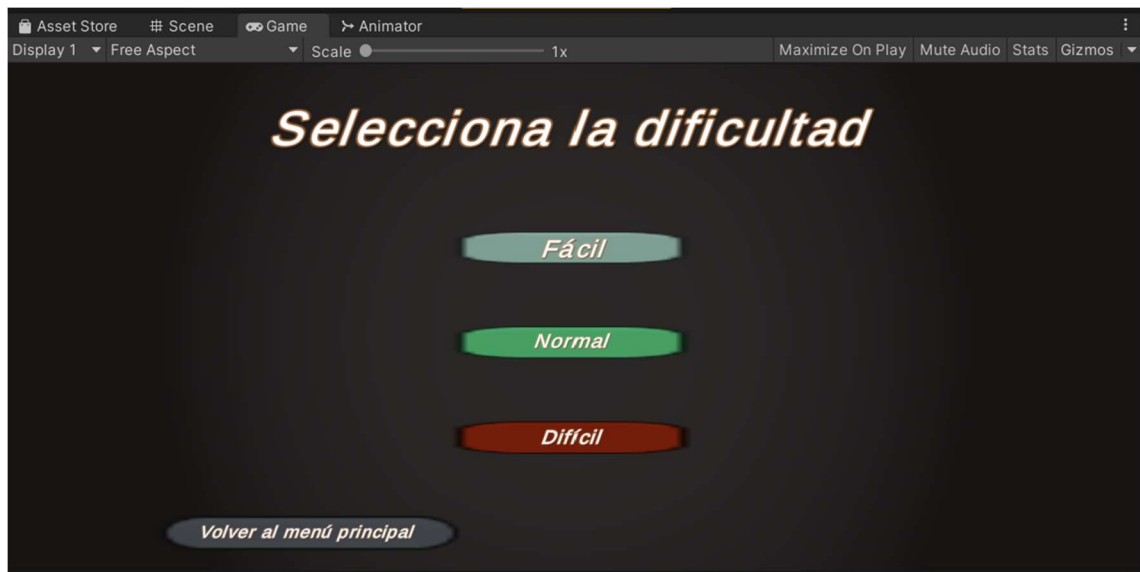 Asset Store Scene Game Animator
Display 1 Free Aspect Scale 1x Maximize On Play Mute Audio Stats Gizmos
Selecciona la dificultad
Fácil
Normal
Difícil
Volver al menú principal